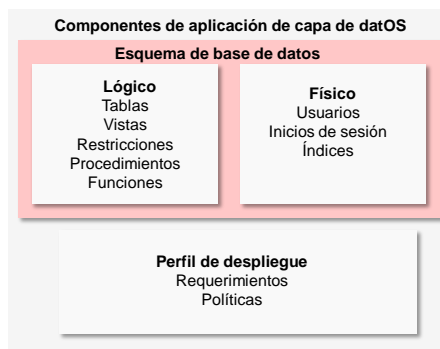 Componentes de aplicación de capa de datOS
Esquema de base de datos
Lógico
Tablas
Vistas
Restricciones
Procedimientos
Funciones
Físico
Usuarios
Inicios de sesión
Índices
Perfil de despliegue
Requerimientos
Políticas